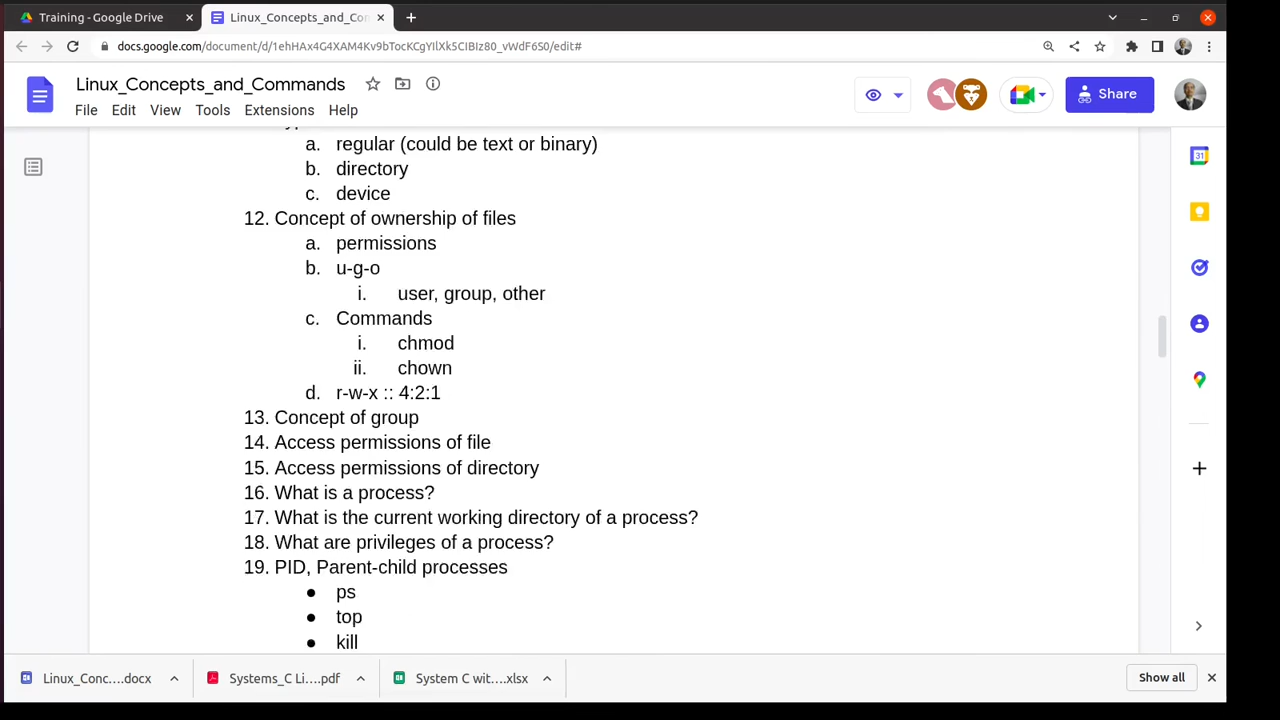 Training - Google Drive
Linux_Concepts_and_Con
docs.google.com/document/d/1ehHAx4G4XAM4Kv9bTocKCgYIlXk5CIBIz80_vWdF6S0/edit#
Linux_Concepts_and_Commands
File Edit View Tools Extensions Help
Share
31
a. regular (could be text or binary)
b. directory
c. device
12. Concept of ownership of files
a. permissions
b. u-g-o
i. user, group, other
c. Commands
i. chmod
ii. chown
d. r-w-x :: 4:2:1
13. Concept of group
14. Access permissions of file
15. Access permissions of directory
16. What is a process?
17. What is the current working directory of a process?
18. What are privileges of a process?
19. PID, Parent-child processes
● ps
● top
● kill
Linux_Conc....docx
Systems_C Li....pdf
System C wit....xlsx
Show all